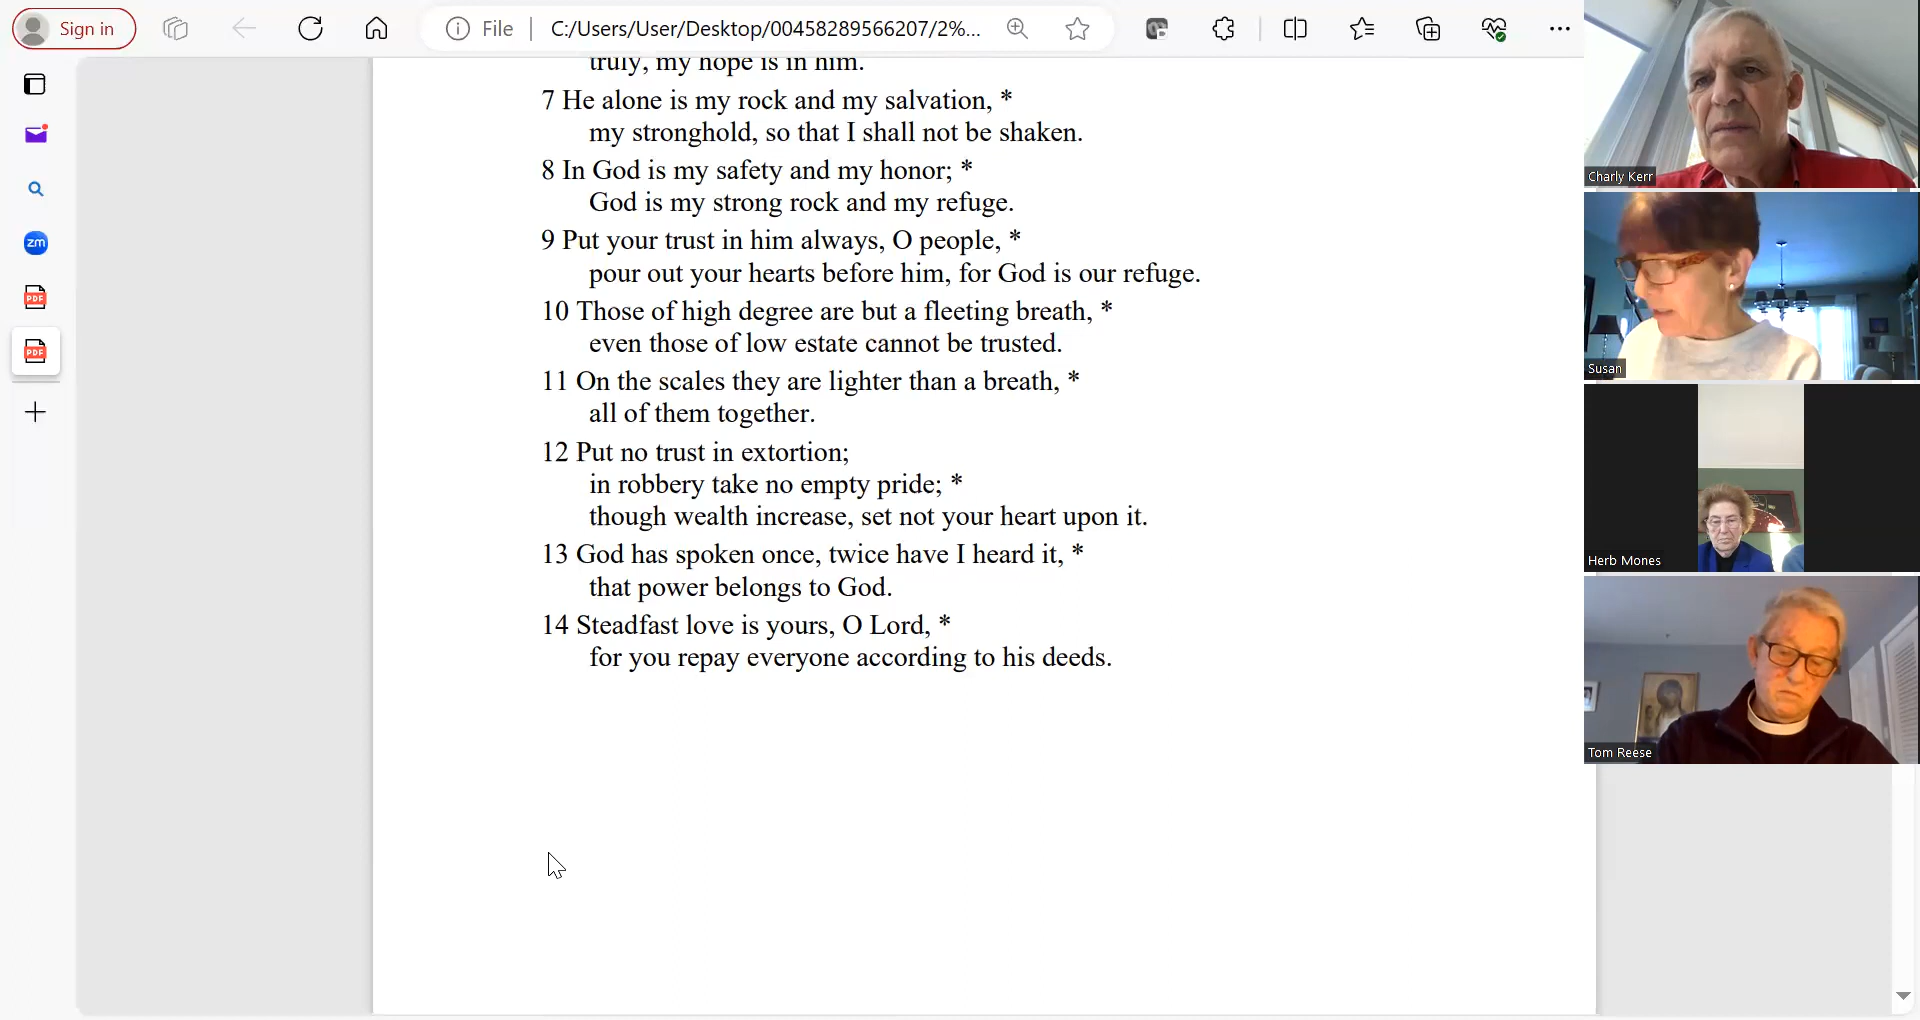 Sign in
File
C:/Users/User/Desktop/00458289566207/2%...
truly, my hope is in him.
7 He alone is my rock and my salvation, *
my stronghold, so that I shall not be shaken.
8 In God is my safety and my honor; *
God is my strong rock and my refuge.
9 Put your trust in him always, O people, *
pour out your hearts before him, for God is our refuge.
10 Those of high degree are but a fleeting breath, *
even those of low estate cannot be trusted.
11 On the scales they are lighter than a breath, *
all of them together.
12 Put no trust in extortion;
in robbery take no empty pride; *
though wealth increase, set not your heart upon it.
13 God has spoken once, twice have I heard it, *
that power belongs to God.
14 Steadfast love is yours, O Lord, *
for you repay everyone according to his deeds.
zm
PDF
PDF
Charly Kerr
Susan
Herb Mones
Tom Reese